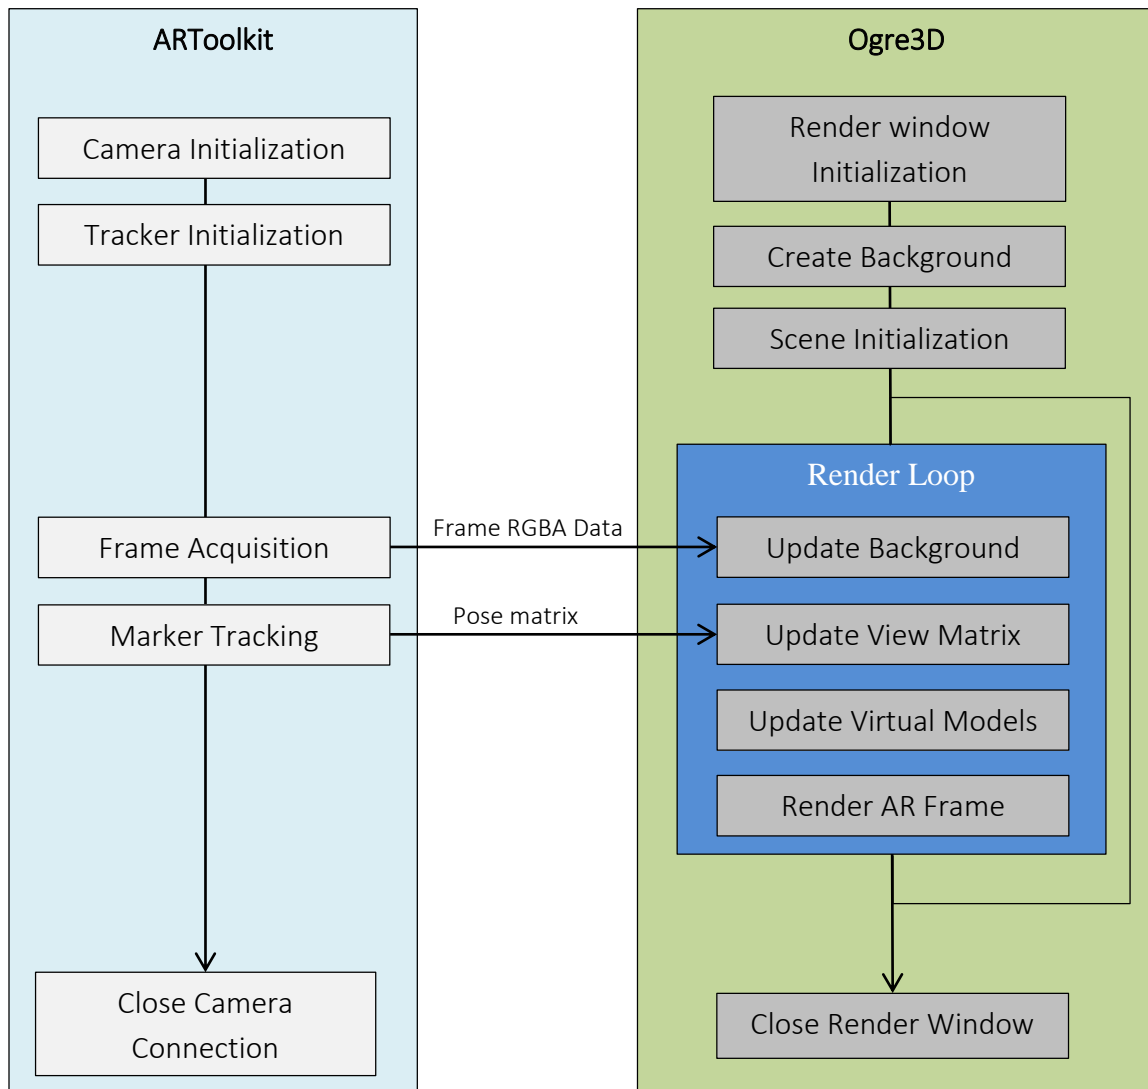 ARToolkit
Camera Initialization
Tracker Initialization
Frame Acquisition
Marker Tracking
Close Camera
Connection
Frame RGBA Data
Pose matrix
Ogre3D
Render window
Initialization
Create Background
Scene Initialization
Render Loop
Update Background
Update View Matrix
Update Virtual Models
Render AR Frame
Close Render Window